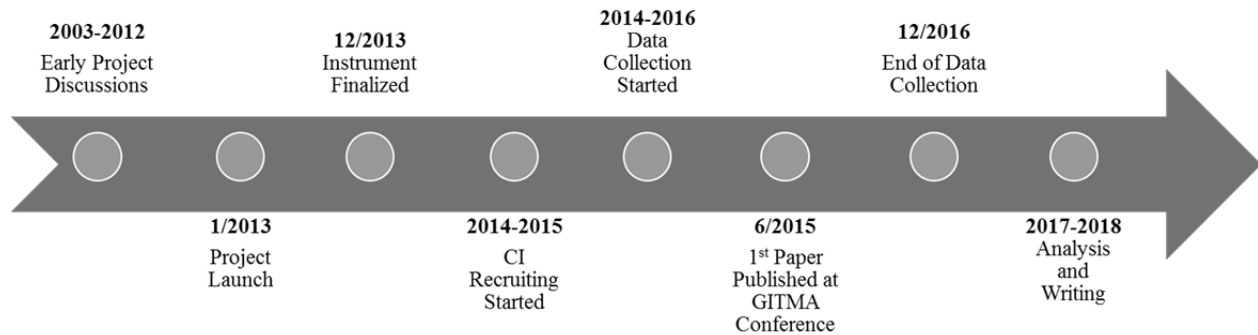 2003-2012
Early Project
Discussions
1/2013
Project
Launch
12/2013
Instrument
Finalized
2014-2015
CI
Recruiting
Started
2014-2016
Data
Collection
Started
6/2015
1st Paper
Published at
GITMA
Conference
12/2016
End of Data
Collection
2017-2018
Analysis
and
Writing